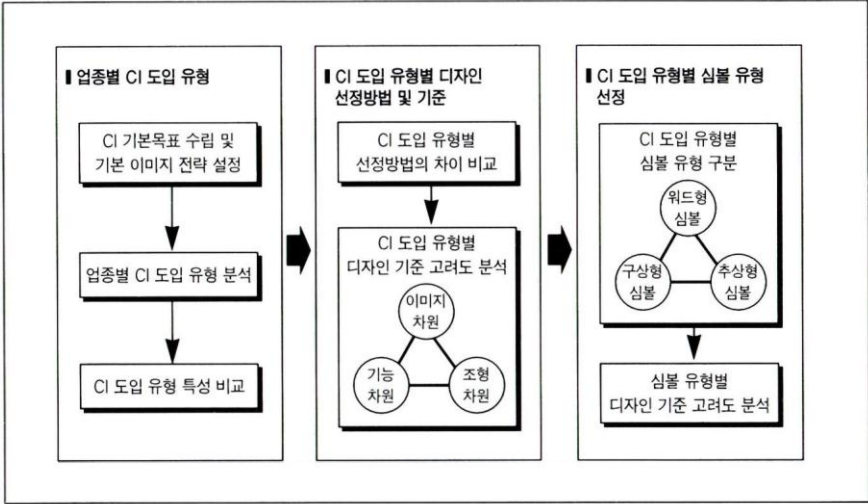 ▮ 업종별 CI 도입 유형
CI 기본목표 수립 및
기본 이미지 전략 설정
업종별 CI 도입 유형 분석
CI 도입 유형 특성 비교
▮ CI 도입 유형별 디자인
선정방법 및 기준
CI 도입 유형별
선정방법의 차이 비교
CI 도입 유형별
디자인 기준 고려도 분석
이미지
차원
기능
차원
조형
차원
▮ CI 도입 유형별 심볼 유형
선정
CI 도입 유형별
심볼 유형 구분
워드형
심볼
구상형
심볼
추상형
심볼
심볼 유형별
디자인 기준 고려도 분석